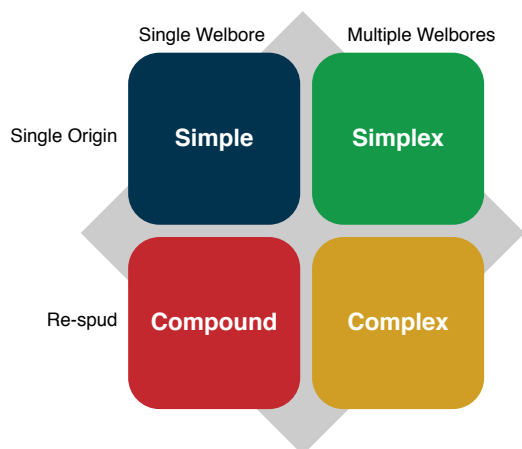 Single Welbore
Multiple Welbores
Single Origin
Simple
Simplex
Re-spud
Compound
Complex